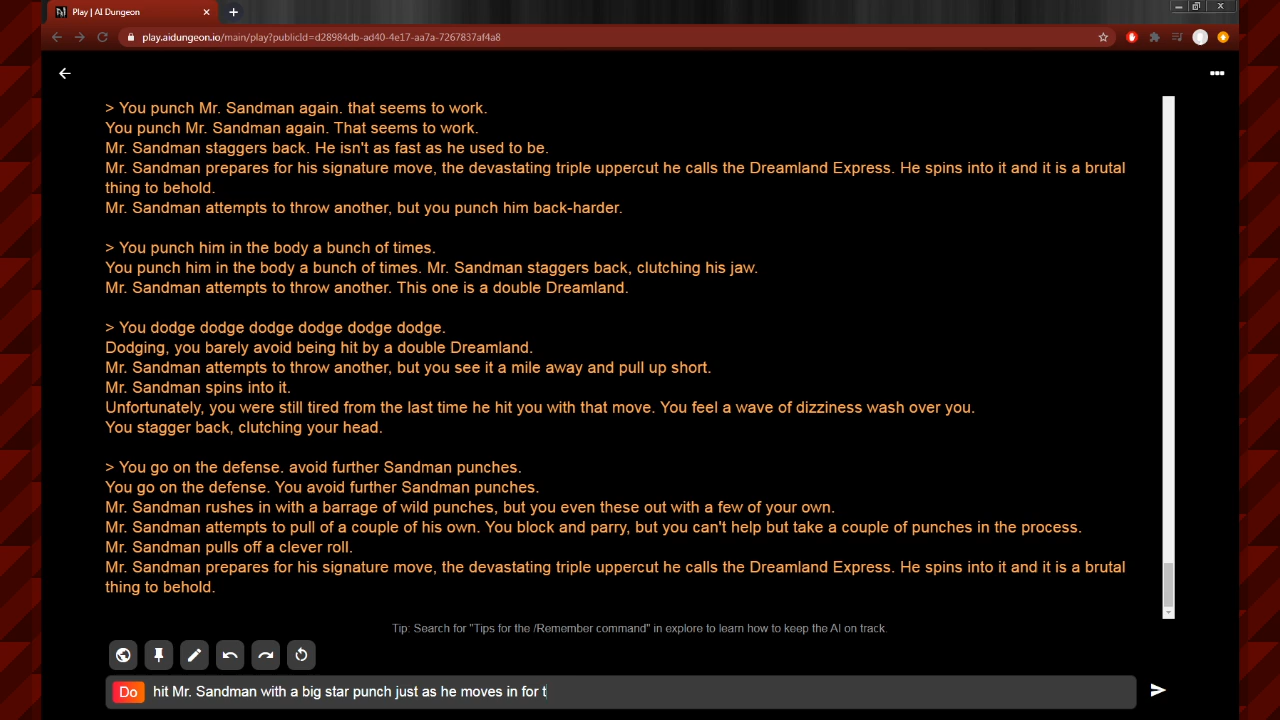 Play | AI Dungeon
play.aidungeon.io/main/play?publicId=d28984db-ad40-4e17-aa7a-7267837af4a8
> You punch Mr. Sandman again. that seems to work.
You punch Mr. Sandman again. That seems to work.
Mr. Sandman staggers back. He isn't as fast as he used to be.
Mr. Sandman prepares for his signature move, the devastating triple uppercut he calls the Dreamland Express. He spins into it and it is a brutal
thing to behold.
Mr. Sandman attempts to throw another, but you punch him back-harder.
> You punch him in the body a bunch of times.
You punch him in the body a bunch of times. Mr. Sandman staggers back, clutching his jaw.
Mr. Sandman attempts to throw another. This one is a double Dreamland.
> You dodge dodge dodge dodge dodge dodge.
Dodging, you barely avoid being hit by a double Dreamland.
Mr. Sandman attempts to throw another, but you see it a mile away and pull up short.
Mr. Sandman spins into it.
Unfortunately, you were still tired from the last time he hit you with that move. You feel a wave of dizziness wash over you.
You stagger back, clutching your head.
> You go on the defense. avoid further Sandman punches.
You go on the defense. You avoid further Sandman punches.
Mr. Sandman rushes in with a barrage of wild punches, but you even these out with a few of your own.
Mr. Sandman attempts to pull of a couple of his own. You block and parry, but you can't help but take a couple of punches in the process.
Mr. Sandman pulls off a clever roll.
Mr. Sandman prepares for his signature move, the devastating triple uppercut he calls the Dreamland Express. He spins into it and it is a brutal
thing to behold.
Tip: Search for "Tips for the /Remember command" in explore to learn how to keep the AI on track.
Do hit Mr. Sandman with a big star punch just as he moves in for t